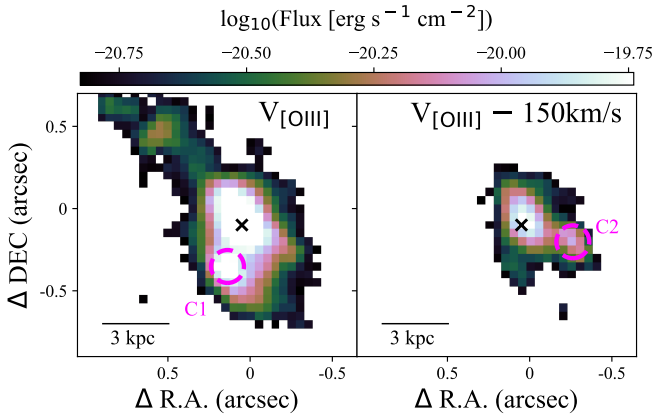 log₁₀(Flux [erg s⁻¹ cm⁻²])
−20.75 −20.50 −20.25 −20.00 −19.75
V[OIII] V[OIII] − 150km/s
0.5
0
−0.5
Δ DEC (arcsec)
C1
C2
3 kpc 3 kpc
0.5 0 -0.5 0.5 0 -0.5
Δ R.A. (arcsec) Δ R.A. (arcsec)